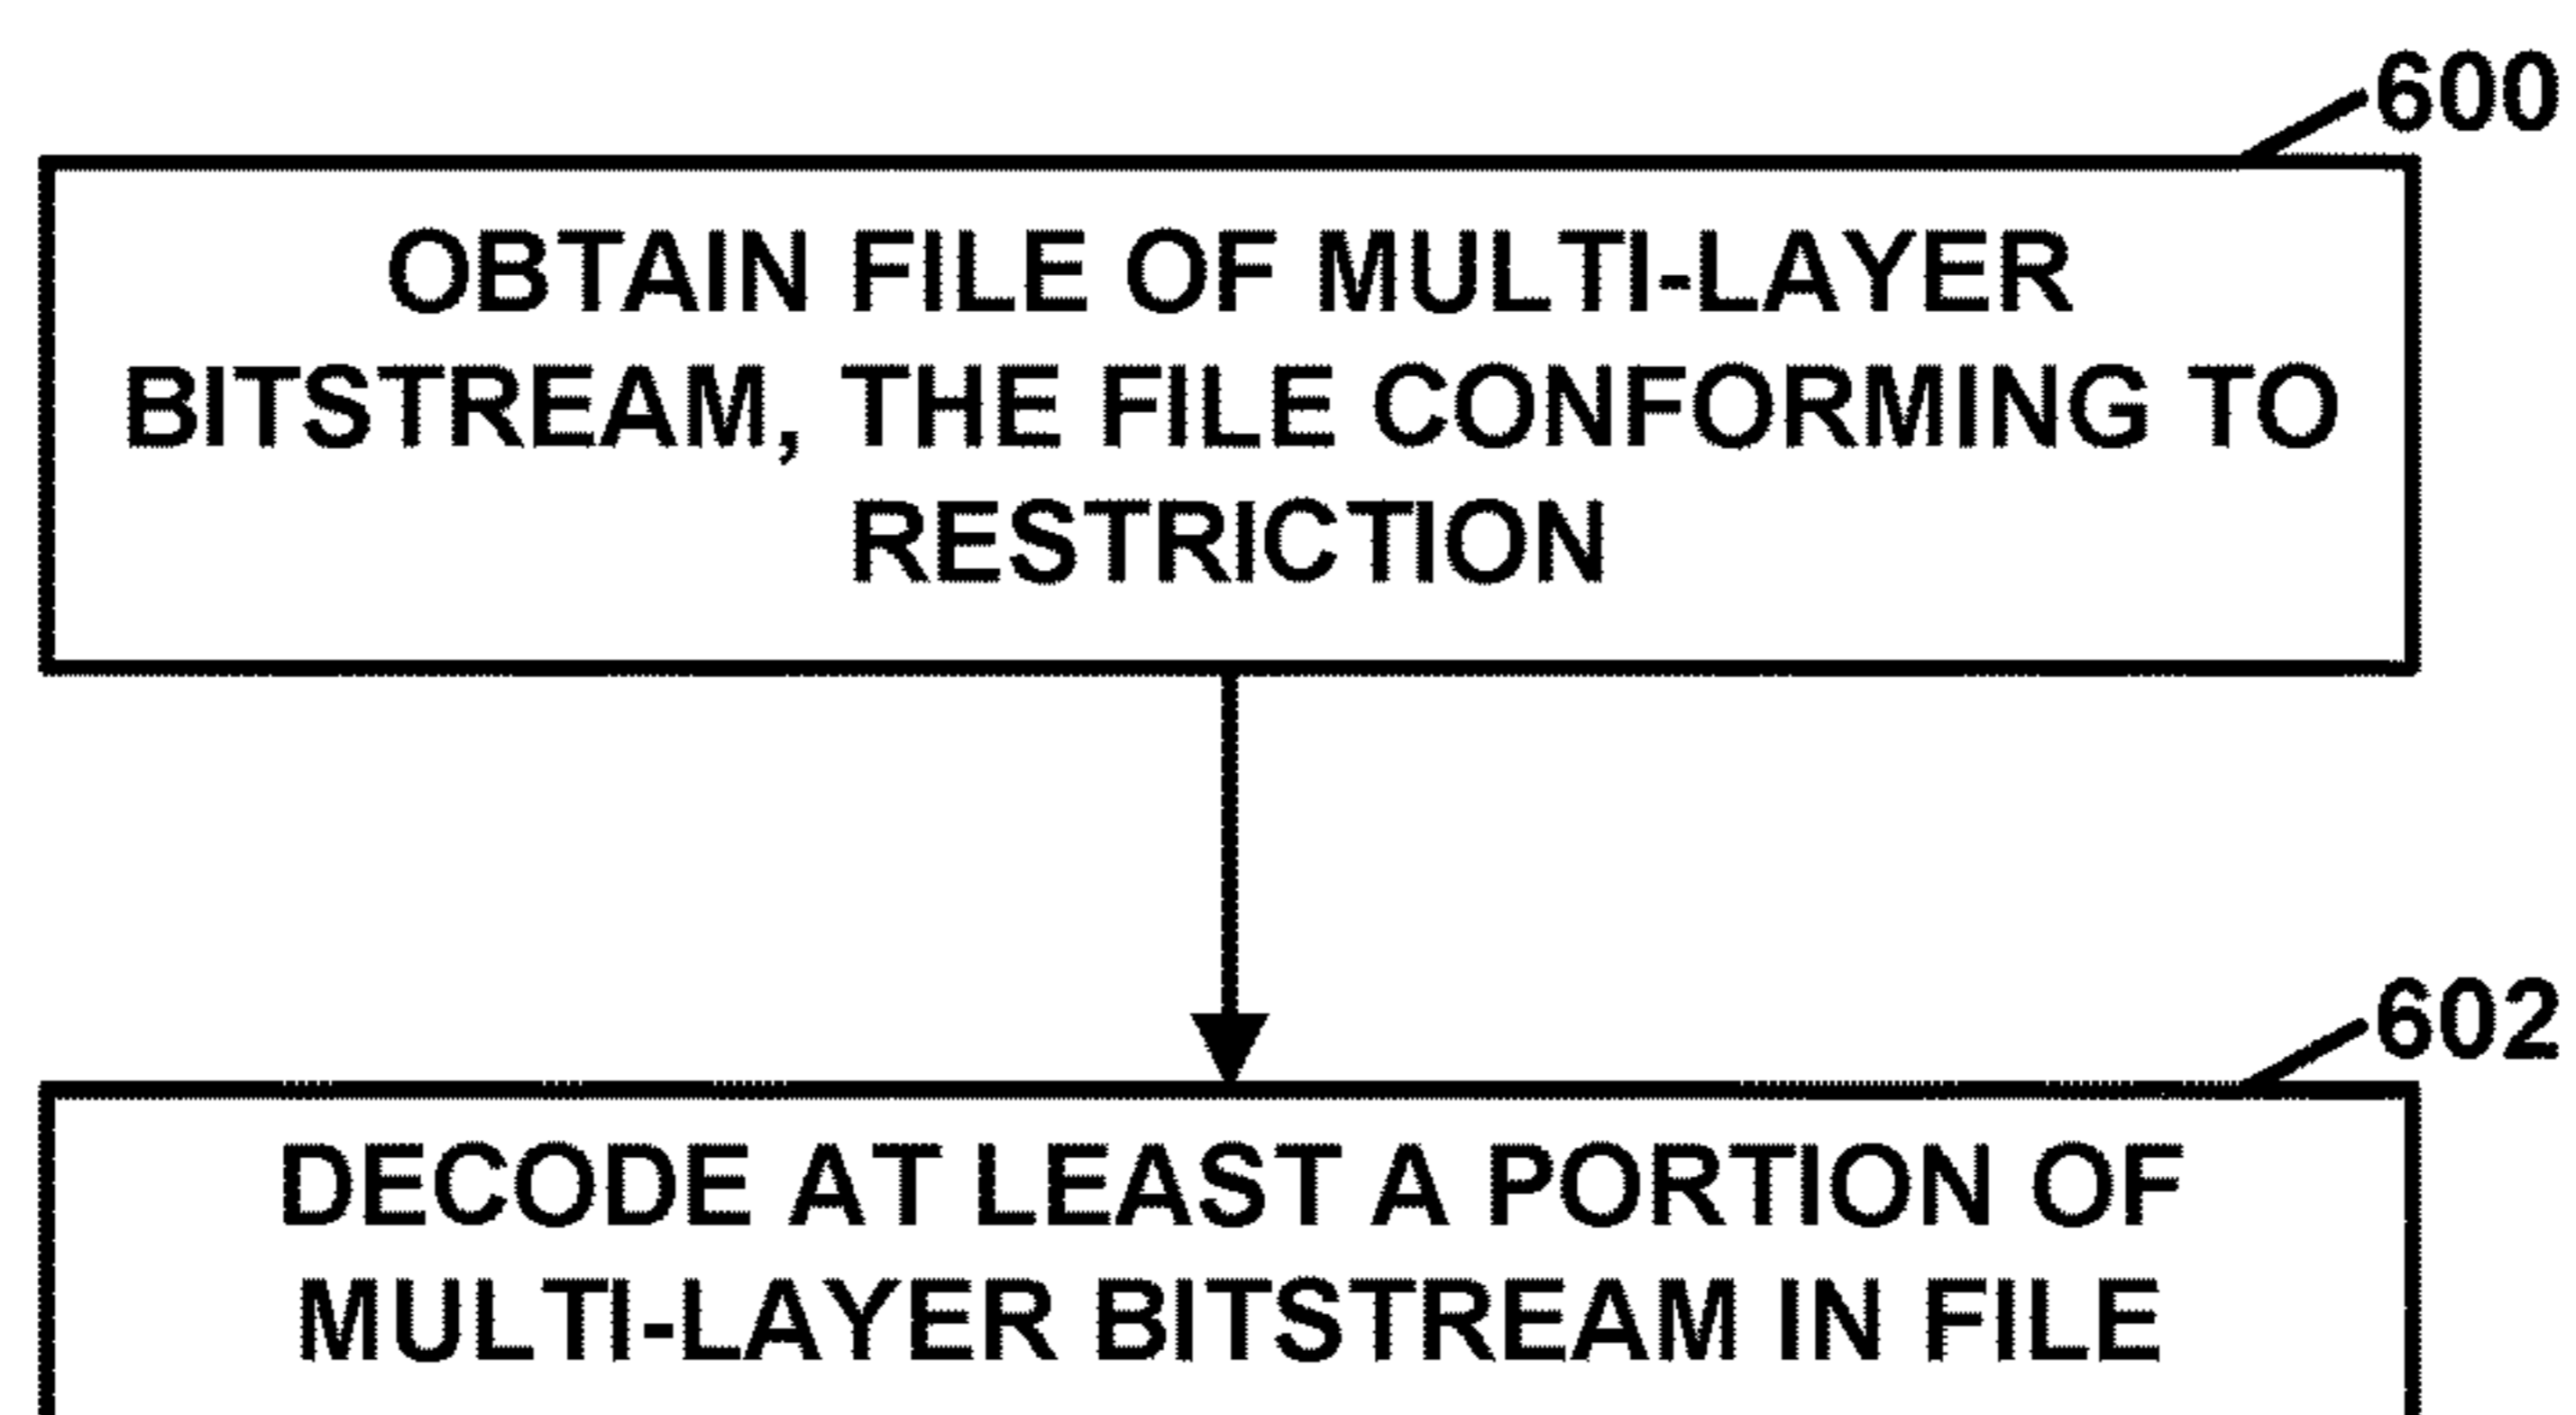 600
OBTAIN FILE OF MULTI-LAYER
BITSTREAM, THE FILE CONFORMING TO
RESTRICTION
602
DECODE AT LEAST A PORTION OF
MULTI-LAYER BITSTREAM IN FILE